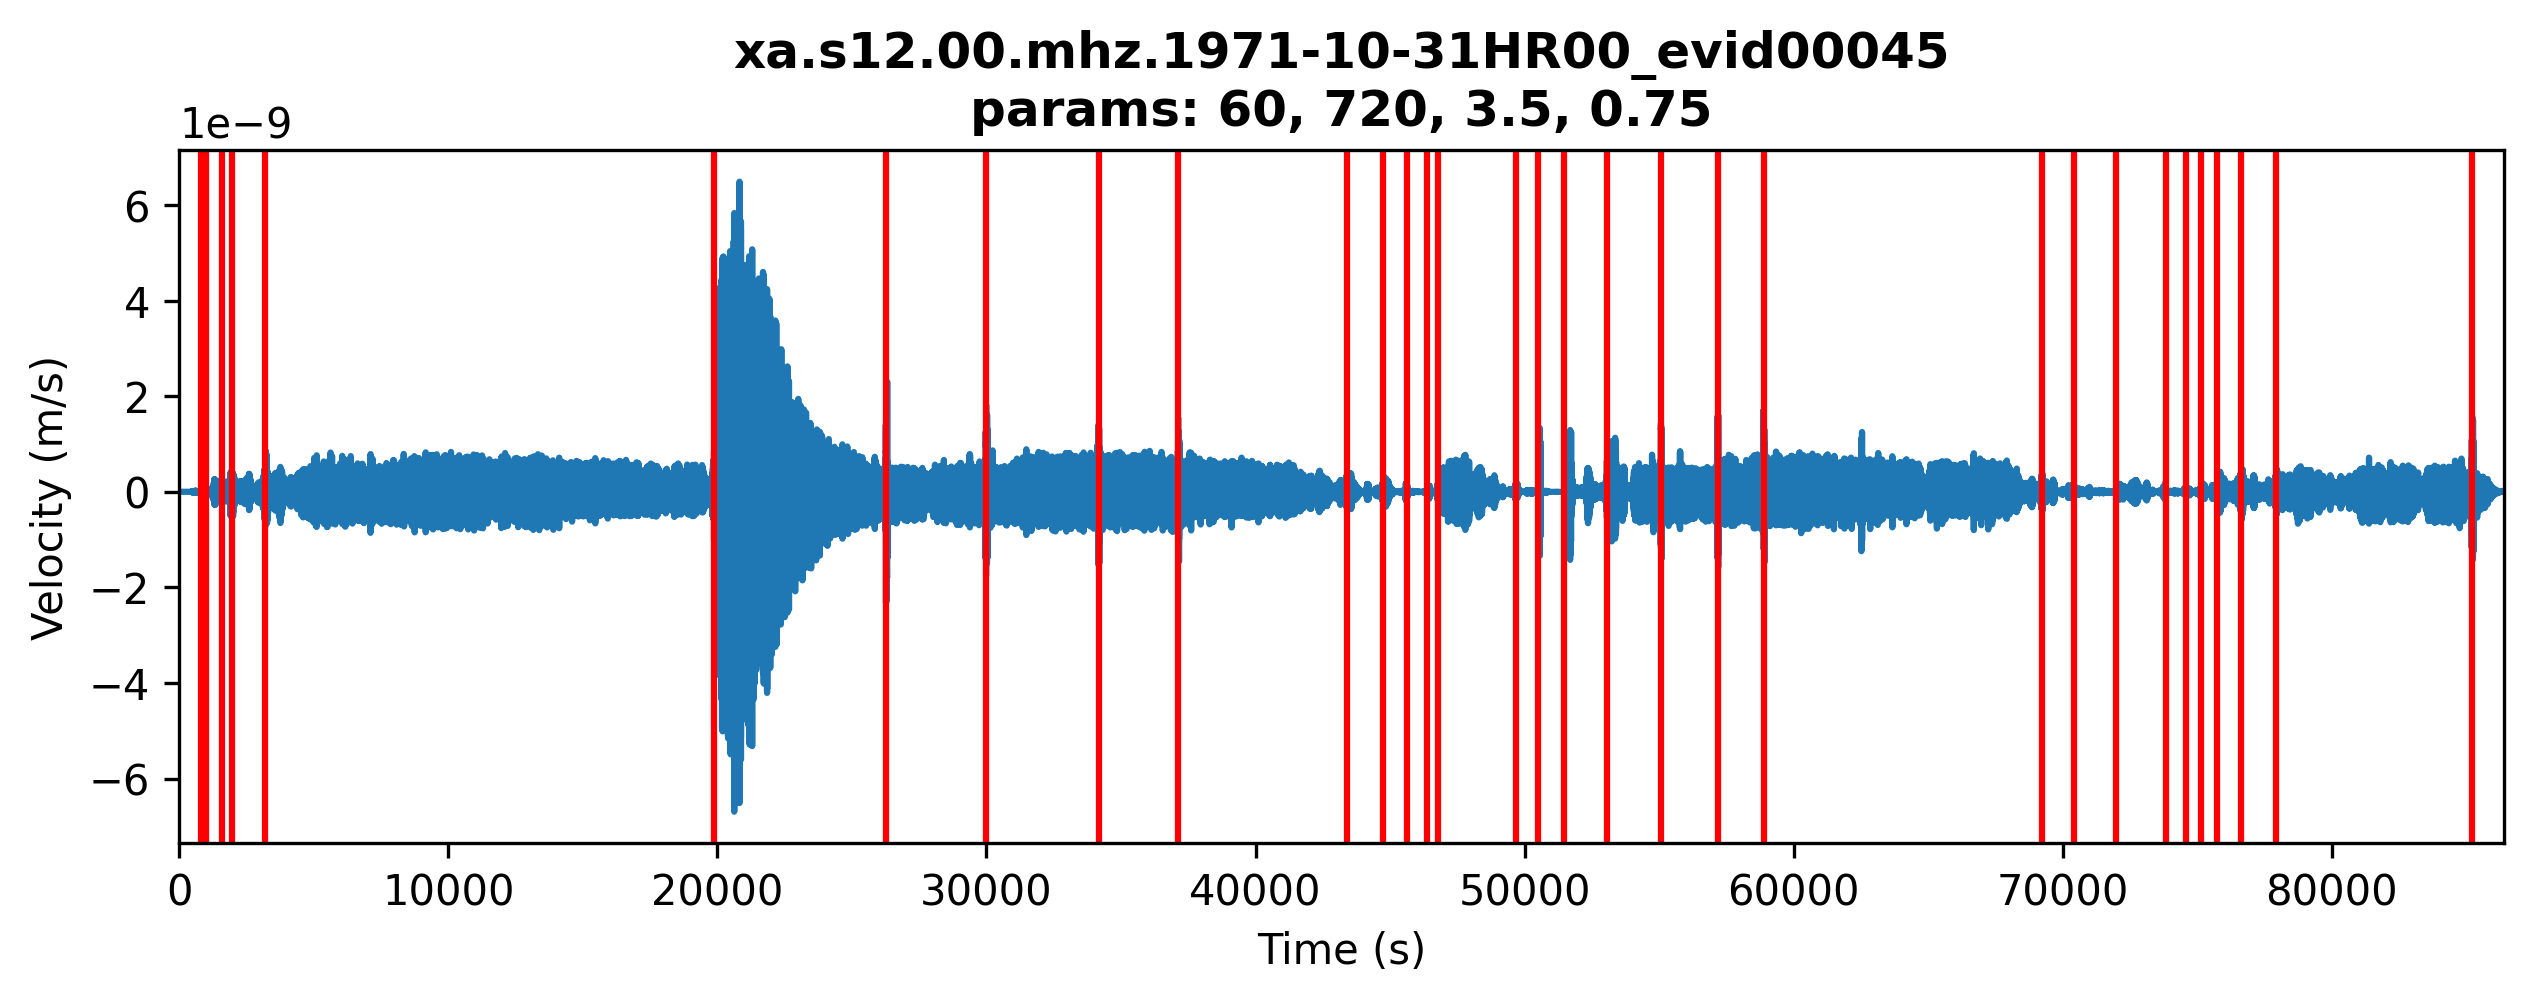 xa.s12.00.mhz.1971-10-31HR00_evid00045
params: 60, 720, 3.5, 0.75
1e−9
6
4
2
0
−2
−4
−6
Velocity (m/s)
0 10000 20000 30000 40000 50000 60000 70000 80000
Time (s)